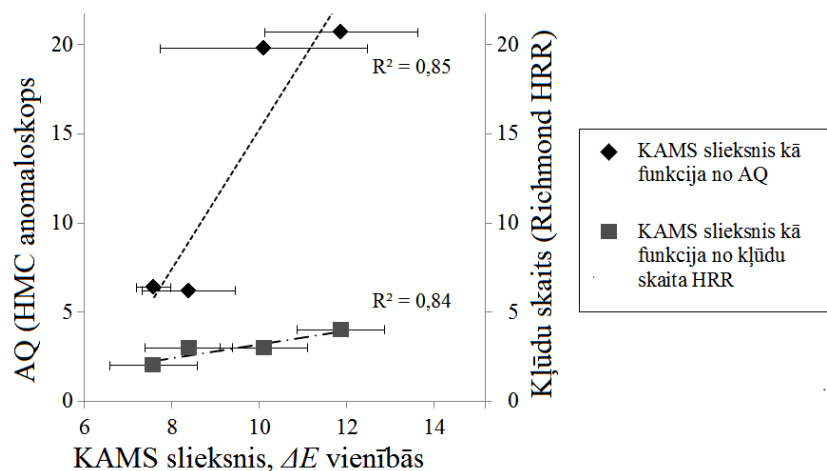 20
15
10
5
0
AQ (HMC anomaloskops
R² = 0,85
R² = 0,84
20
15
10
5
0
Kļūdu skaits (Richmond HRR)
6 8 10 12 14
KAMS slieksnis, ΔE vienībās
KAMS slieksnis kā
funkcija no AQ
KAMS slieksnis kā
funkcija no kļūdu
skaita HRR